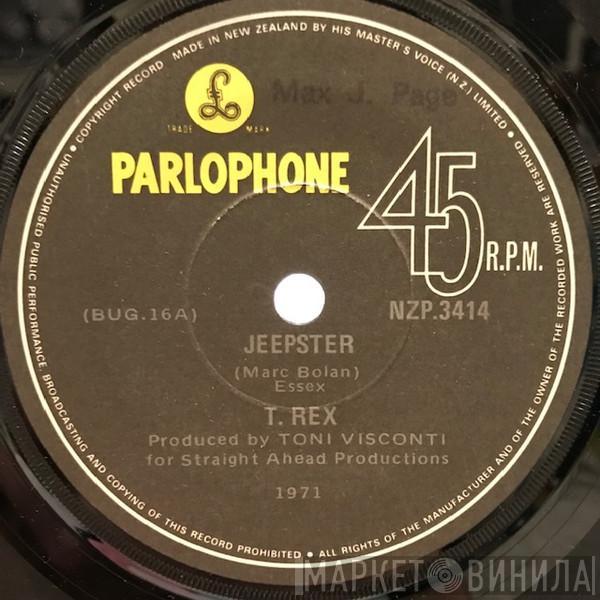 • COPYRIGHT RECORD MADE IN NEW ZEALAND BY HIS MASTER'S VOICE (N.Z.) LIMITED •
Max J. Page
£
TRADE MARK
PARLOPHONE
45
R.P.M.
(BUG.16A)
NZP.3414
JEEPSTER
(Marc Bolan)
Essex
T. REX
Produced by TONI VISCONTI
for Straight Ahead Productions
1971
• UNAUTHORISED PUBLIC PERFORMANCE, BROADCASTING AND COPYING OF THIS RECORD PROHIBITED • ALL RIGHTS OF THE MANUFACTURER AND OF THE OWNER OF THE RECORDED WORK ARE RESERVED
МАРКЕТ ВИНИЛА